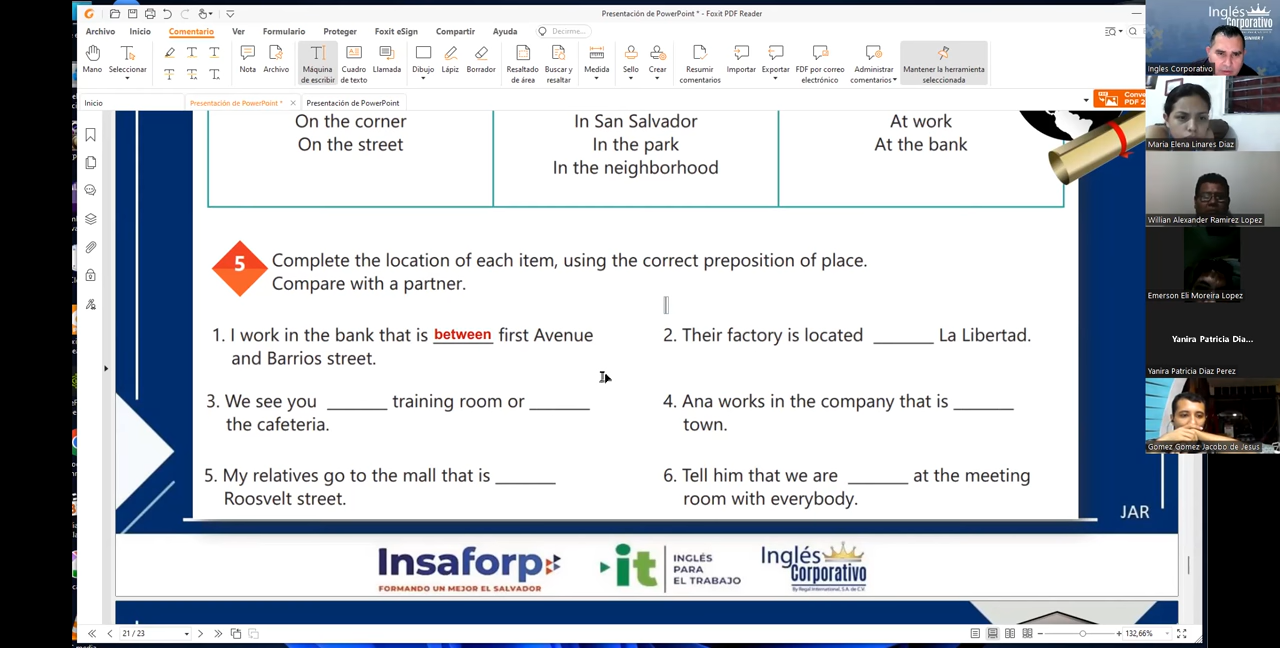 Presentación de PowerPoint * - Foxit PDF Reader
Archivo Inicio Comentario Ver Formulario Proteger Foxit eSign Compartir Ayuda Decirme...
Mano Seleccionar Nota Archivo Máquina de escribir Cuadro de texto Llamada Dibujo Lápiz Borrador Resaltado de área Buscar y resaltar Medida Sello Crear Resumir comentarios Importar Exportar FDF por correo electrónico Administrar comentarios Mantener la herramienta seleccionada
Inicio Presentación de PowerPoint * Presentación de PowerPoint
On the corner In San Salvador At work
On the street In the park At the bank
In the neighborhood
5 Complete the location of each item, using the correct preposition of place.
Compare with a partner.
1. I work in the bank that is between first Avenue
and Barrios street.
2. Their factory is located _______ La Libertad.
3. We see you _______ training room or _______
the cafeteria.
4. Ana works in the company that is _______
town.
5. My relatives go to the mall that is _______
Roosvelt street.
6. Tell him that we are _______ at the meeting
room with everybody.
JAR
Insaforp
FORMANDO UN MEJOR EL SALVADOR
it INGLÉS
PARA
EL TRABAJO
Inglés
Corporativo
By Regal International, S.A. de C.V.
21 / 23
132,66%
Inglés
Corporativo
Ingles Corporativo
Maria Elena Linares Diaz
Willian Alexander Ramirez Lopez
Emerson Eli Moreira Lopez
Yanira Patricia Dia...
Yanira Patricia Diaz Perez
Gomez Gomez Jacobo de Jesus